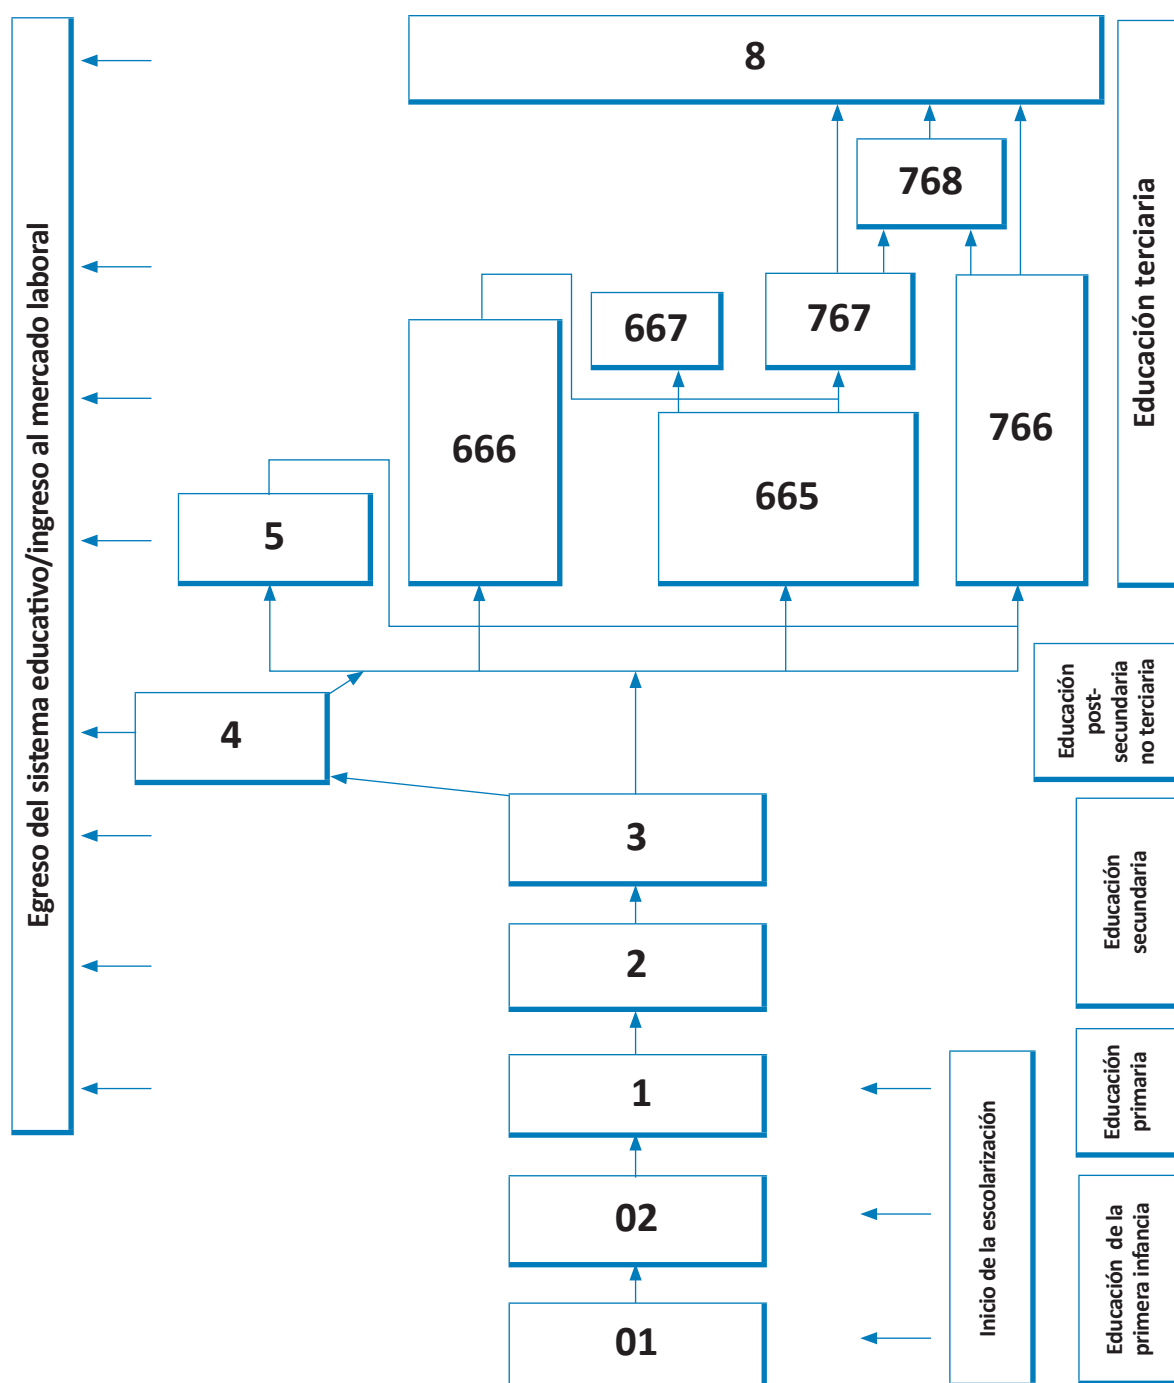 Egreso del sistema educativo/ingreso al mercado laboral
8
768
667
767
666
766
665
5
4
3
2
1
02
01
Inicio de la escolarización
Educación terciaria
Educación
post-
secundaria
no terciaria
Educación
secundaria
Educación
primaria
Educación de la
primera infancia